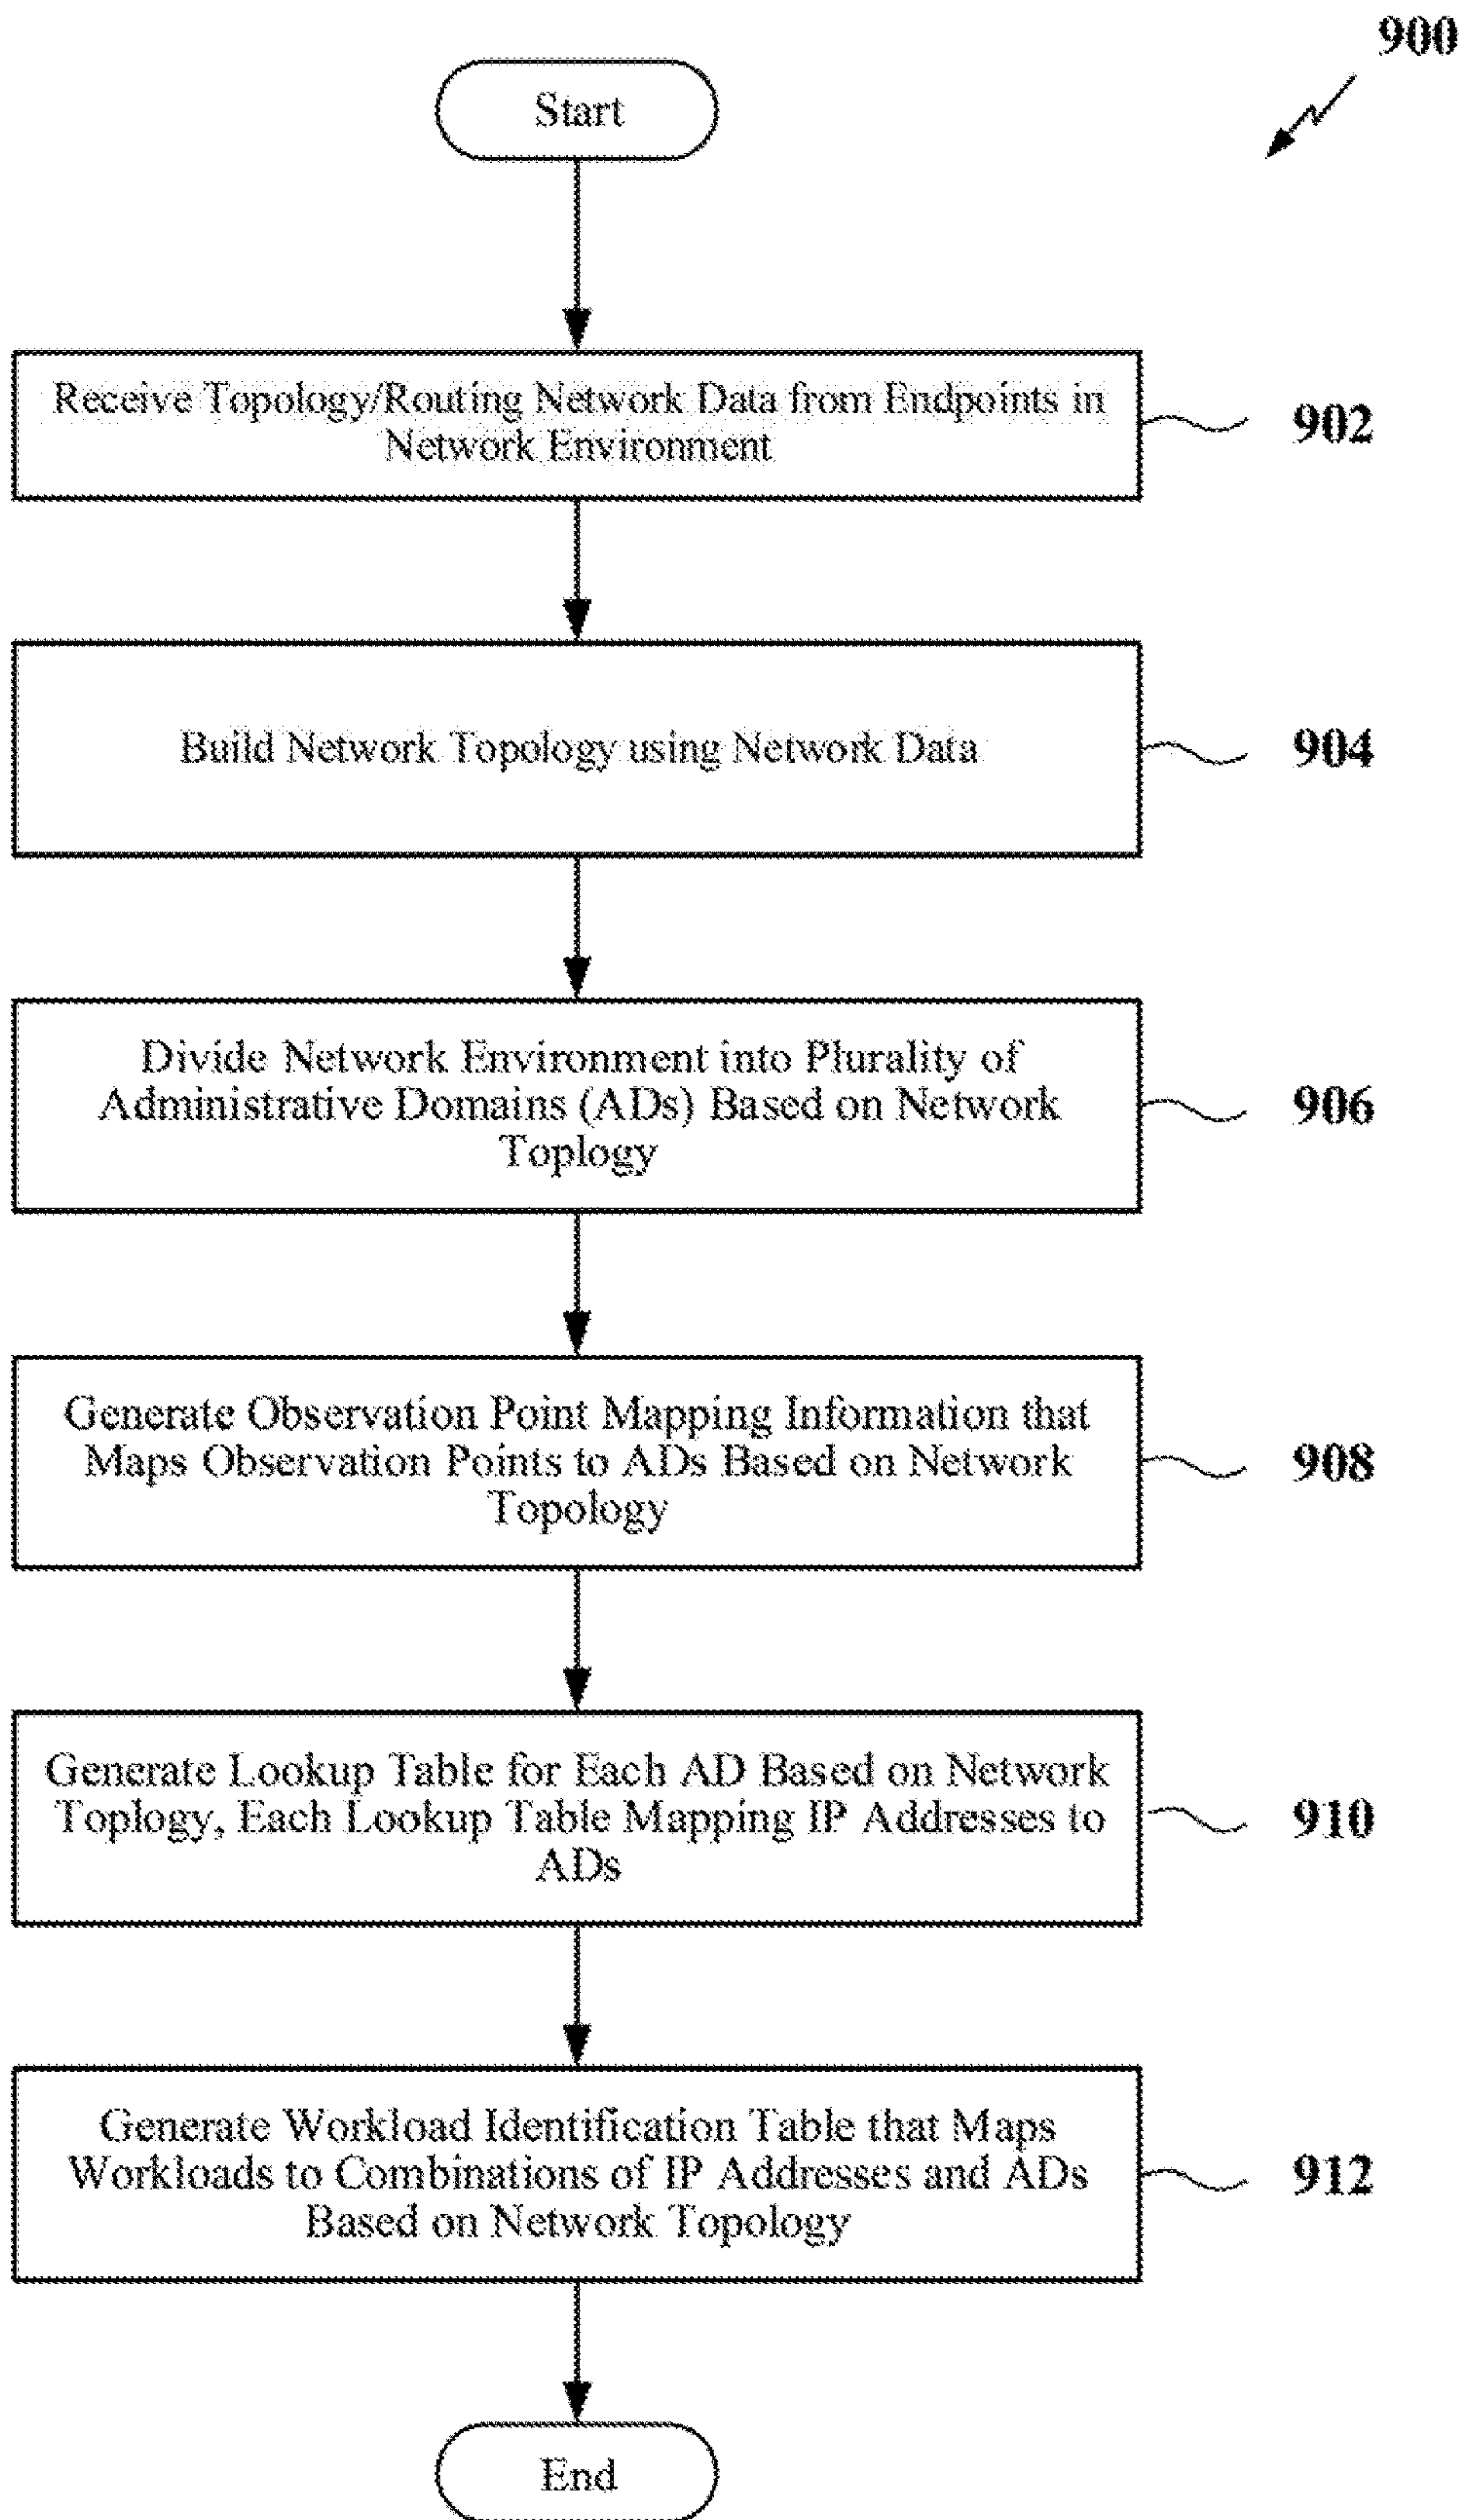 900
Start
Receive Topology/Routing Network Data from Endpoints in
Network Environment
902
Build Network Topology using Network Data
904
Divide Network Environment into Plurality of
Administrative Domains (ADs) Based on Network
Toplogy
906
Generate Observation Point Mapping Information that
Maps Observation Points to ADs Based on Network
Topology
908
Generate Lookup Table for Each AD Based on Network
Toplogy, Each Lookup Table Mapping IP Addresses to
ADs
910
Generate Workload Identification Table that Maps
Workloads to Combinations of IP Addresses and ADs
Based on Network Topology
912
End